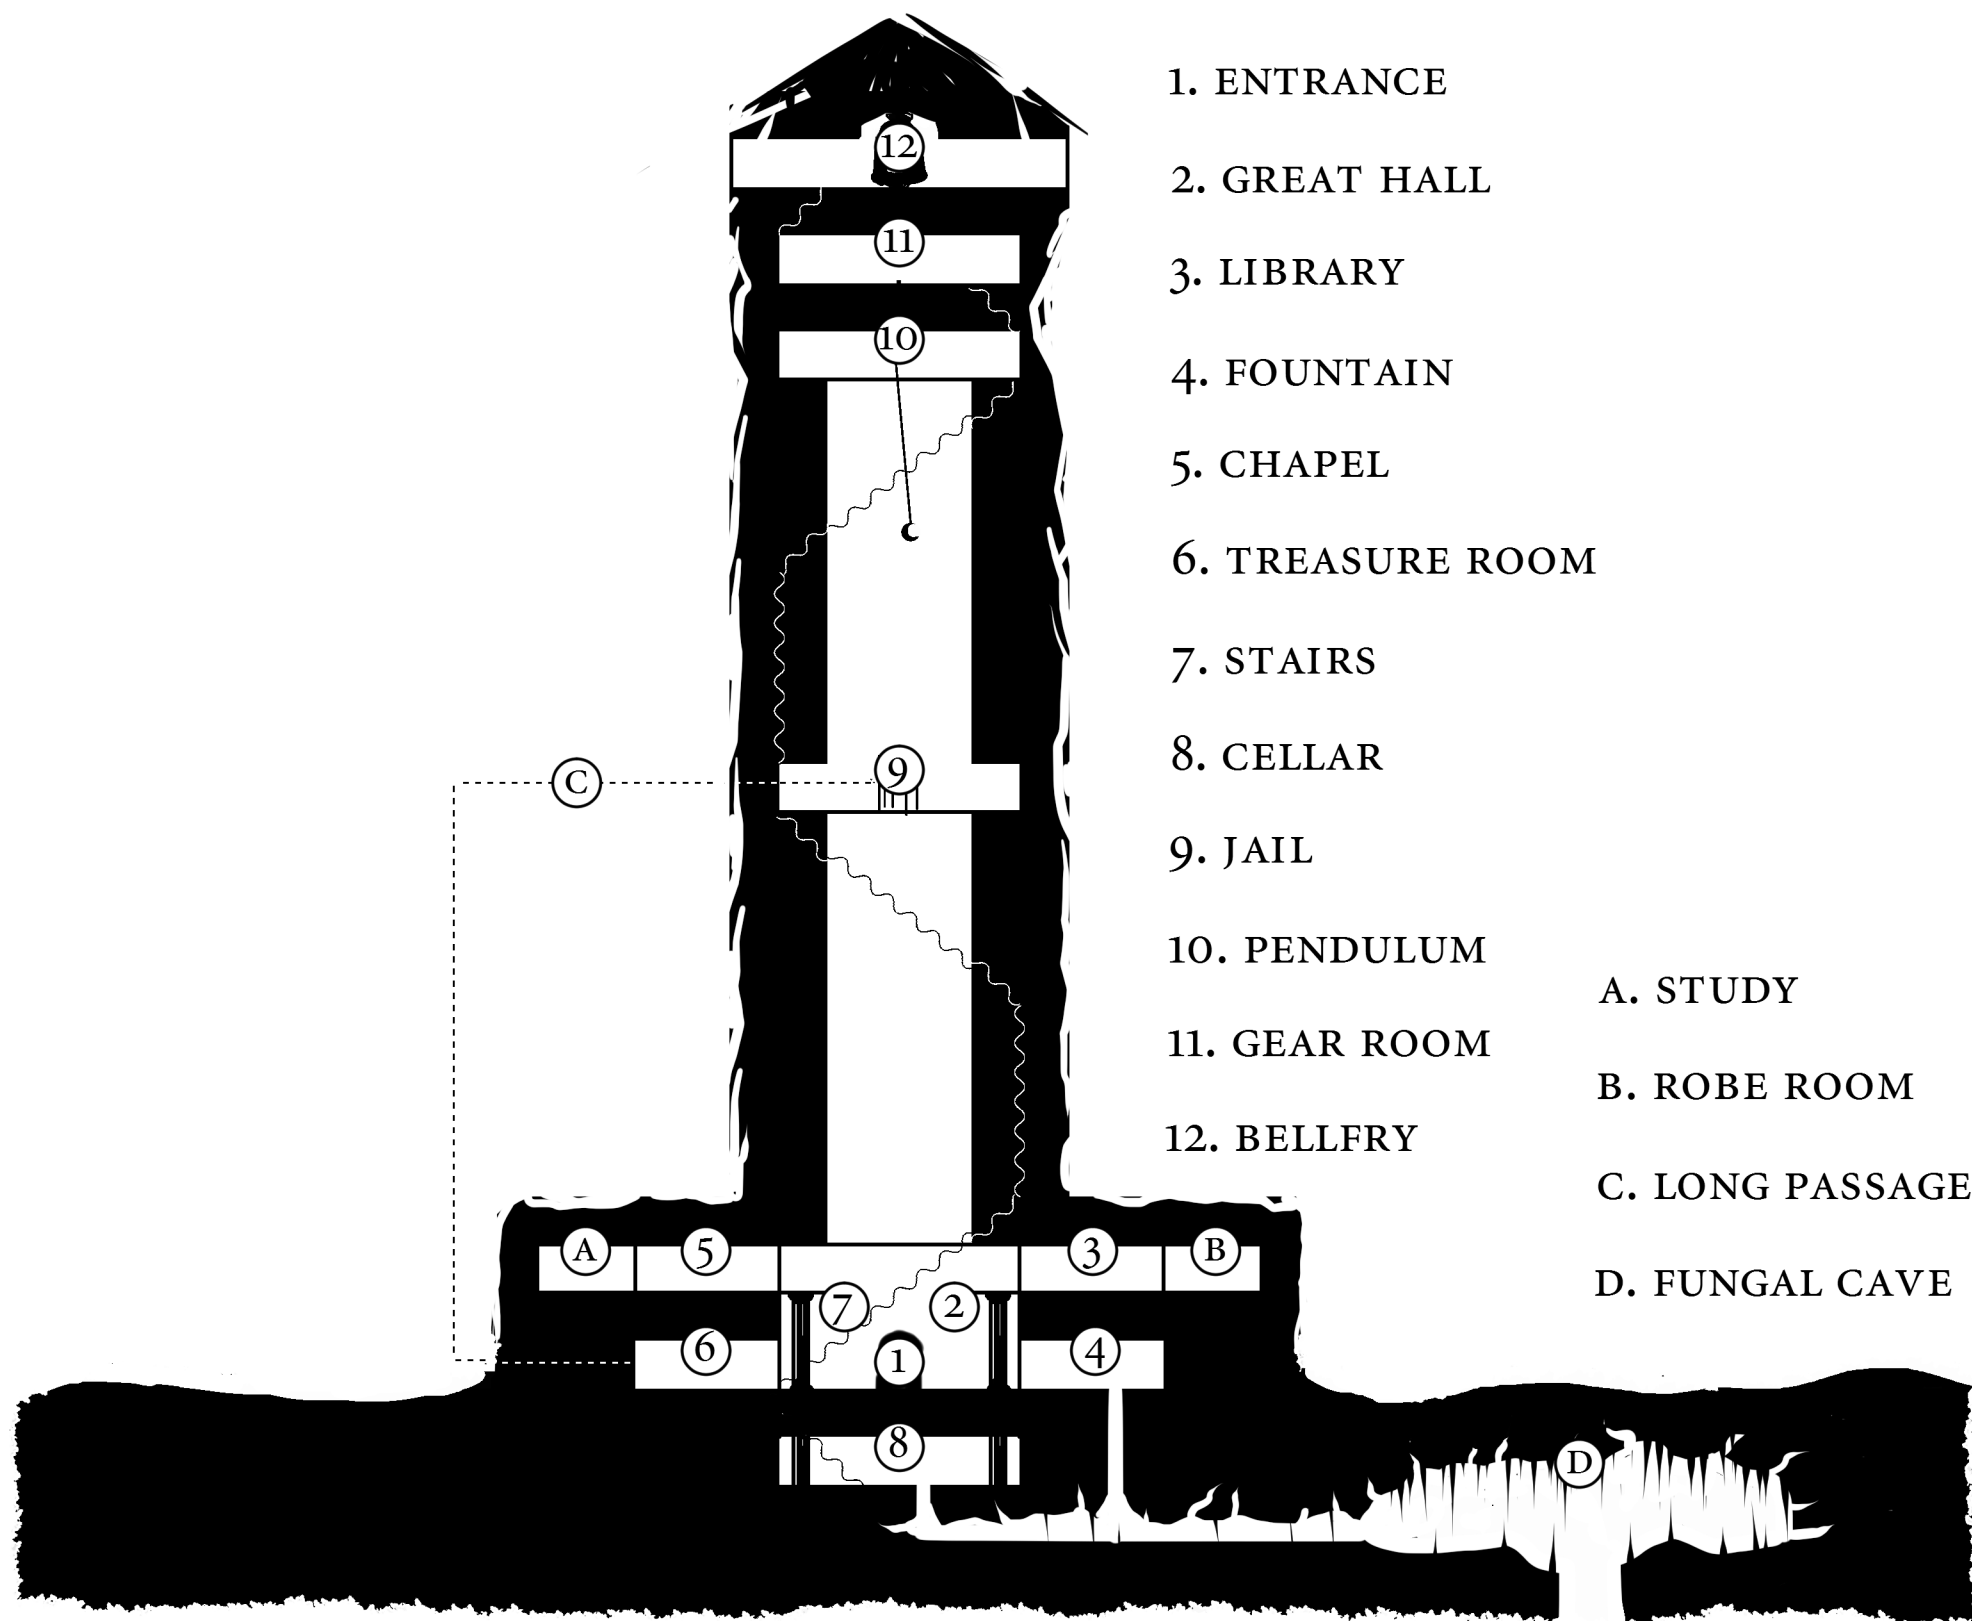 1. ENTRANCE
2. GREAT HALL
3. LIBRARY
4. FOUNTAIN
5. CHAPEL
6. TREASURE ROOM
7. STAIRS
8. CELLAR
9. JAIL
10. PENDULUM
11. GEAR ROOM
12. BELLFRY
A. STUDY
B. ROBE ROOM
C. LONG PASSAGE
D. FUNGAL CAVE
12
11
10
9
C
A
5
3
B
7
2
6
1
4
8
D